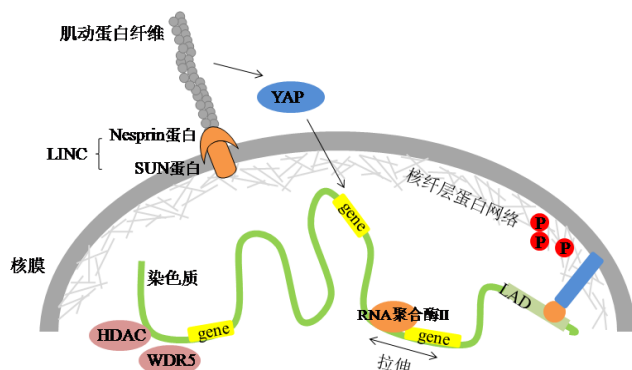 肌动蛋白纤维
YAP
Nesprin蛋白
LINC
SUN蛋白
核纤层蛋白网络
P
P
P
gene
核膜
染色质
LAD
RNA聚合酶II
HDAC
gene
gene
WDR5
拉伸